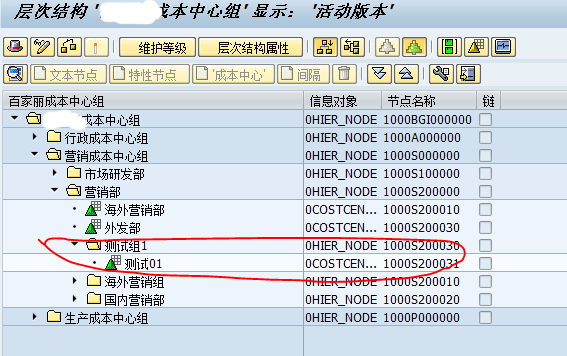 层次结构 '成本中心组' 显示: '活动版本'
维护等级 层次结构属性
文本节点 特性节点 '成本中心' 间隔
百家丽成本中心组 信息对象 节点名称 链
成本中心组 0HIER_NODE 1000BGI000000
行政成本中心组 0HIER_NODE 1000A000000
营销成本中心组 0HIER_NODE 1000S000000
市场研发部 0HIER_NODE 1000S100000
营销部 0HIER_NODE 1000S200000
海外营销部 0COSTCEN... 1000S200010
外发部 0COSTCEN... 1000S200030
测试组1 0HIER_NODE 1000S200030
测试01 0COSTCEN... 1000S200031
海外营销组 0HIER_NODE 1000S200010
国内营销部 0HIER_NODE 1000S200020
生产成本中心组 0HIER_NODE 1000P000000